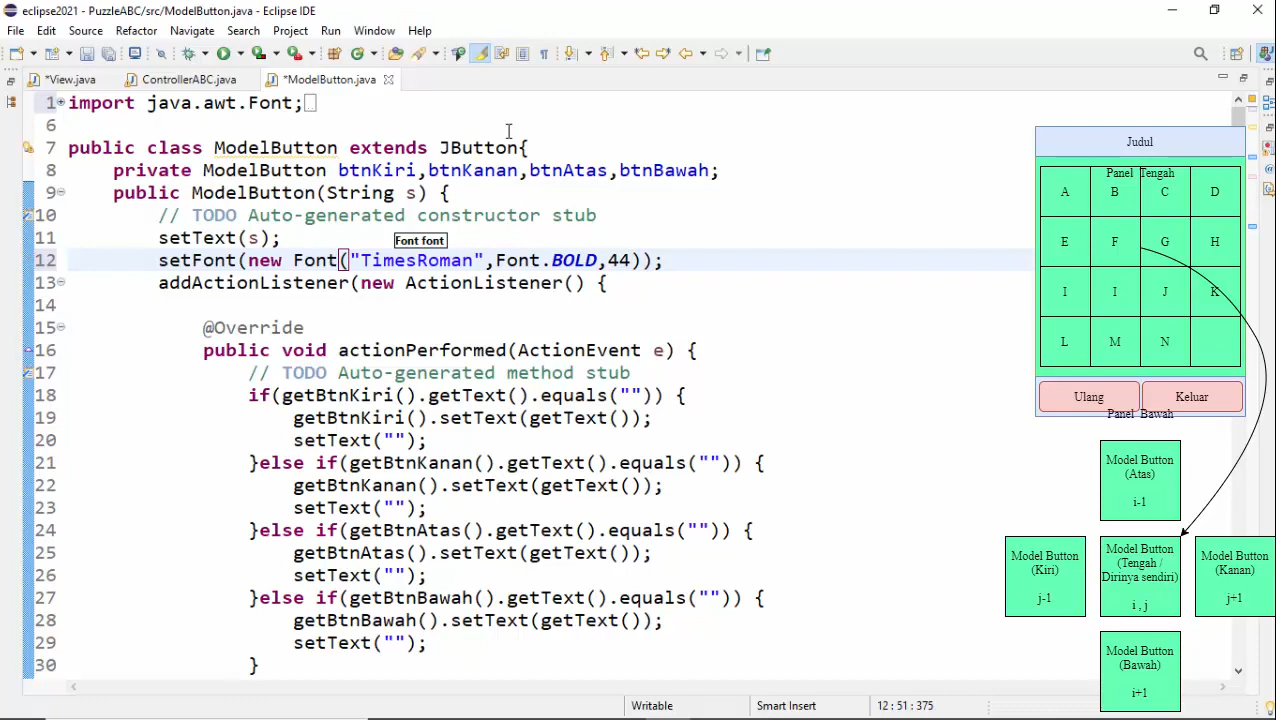 eclipse2021 - PuzzleABC/src/ModelButton.java - Eclipse IDE
File Edit Source Refactor Navigate Search Project Run Window Help
*View.java ControllerABC.java *ModelButton.java
1 import java.awt.Font;
6
7 public class ModelButton extends JButton{
8 private ModelButton btnKiri,btnKanan,btnAtas,btnBawah;
9 public ModelButton(String s) {
10 // TODO Auto-generated constructor stub
11 setText(s);
Font font
12 setFont(new Font("TimesRoman",Font.BOLD,44));
13 addActionListener(new ActionListener() {
14
15 @Override
16 public void actionPerformed(ActionEvent e) {
17 // TODO Auto-generated method stub
18 if(getBtnKiri().getText().equals("")) {
19 getBtnKiri().setText(getText());
20 setText("");
21 }else if(getBtnKanan().getText().equals("")) {
22 getBtnKanan().setText(getText());
23 setText("");
24 }else if(getBtnAtas().getText().equals("")) {
25 getBtnAtas().setText(getText());
26 setText("");
27 }else if(getBtnBawah().getText().equals("")) {
28 getBtnBawah().setText(getText());
29 setText("");
30 }
Judul
Panel Tengah
A B C D
E F G H
I I J K
L M N
Ulang Keluar
Panel Bawah
Model Button
(Atas)
i-1
Model Button
(Kiri)
j-1
Model Button
(Tengah /
Dirinya sendiri)
i , j
Model Button
(Kanan)
j+1
Model Button
(Bawah)
i+1
Writable Smart Insert 12 : 51 : 375